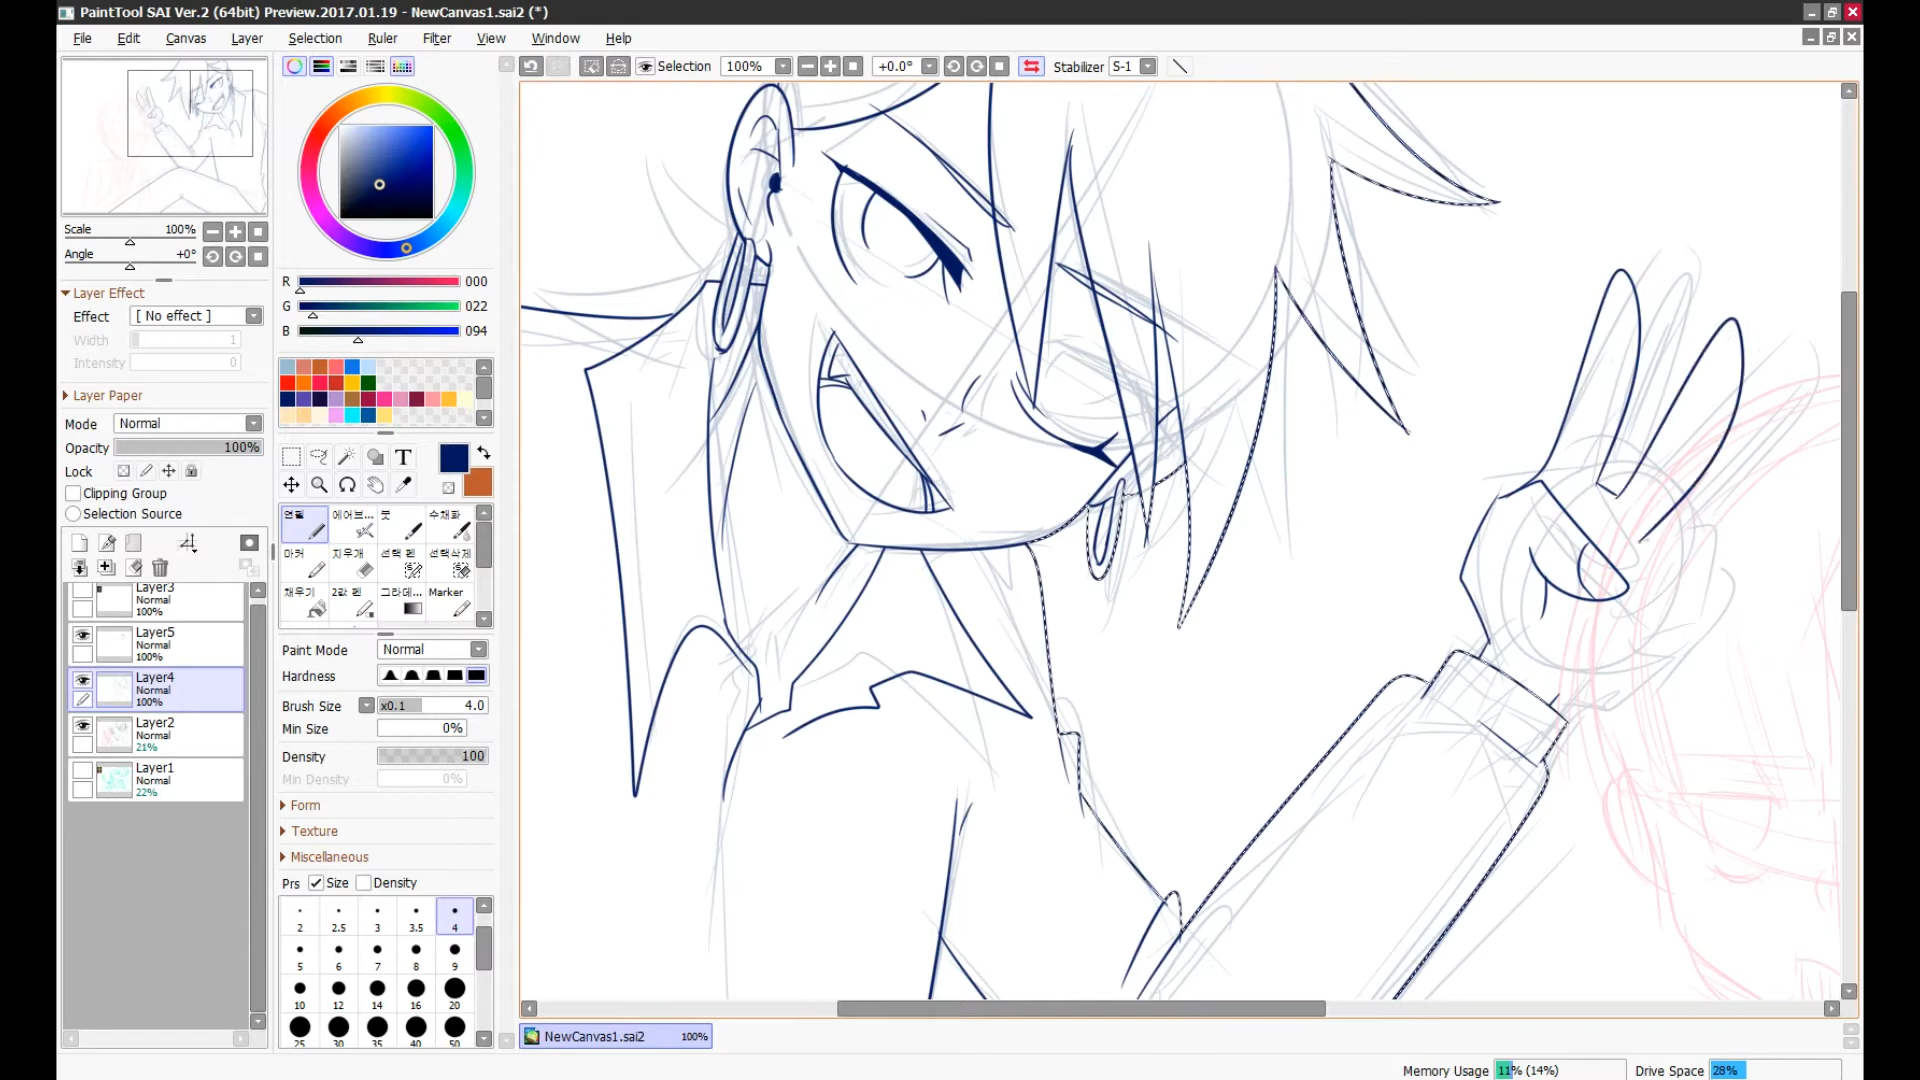 PaintTool SAI Ver.2 (64bit) Preview.2017.01.19 - NewCanvas1.sai2 (*)
File Edit Canvas Layer Selection Ruler Filter View Window Help
Selection 100% +0.0° Stabilizer S-1
Scale 100%
Angle +0°
Layer Effect
Effect [ No effect ]
Width 1
Intensity 0
Layer Paper
Mode Normal
Opacity 100%
Lock
Clipping Group
Selection Source
Layer3
Normal
100%
Layer5
Normal
100%
Layer4
Normal
100%
Layer2
Normal
21%
Layer1
Normal
22%
R 000
G 022
B 094
T
연필 에어브... 붓 수채화
마커 지우개 선택 펜 선택삭제
채우기 2값 펜 그라데... Marker
Paint Mode Normal
Hardness
Brush Size x0.1 4.0
Min Size 0%
Density 100
Min Density 0%
Form
Texture
Miscellaneous
Prs Size Density
2 2.5 3 3.5 4
5 6 7 8 9
10 12 14 16 20
25 30 35 40 50
NewCanvas1.sai2 100%
Memory Usage 11% (14%) Drive Space 28%